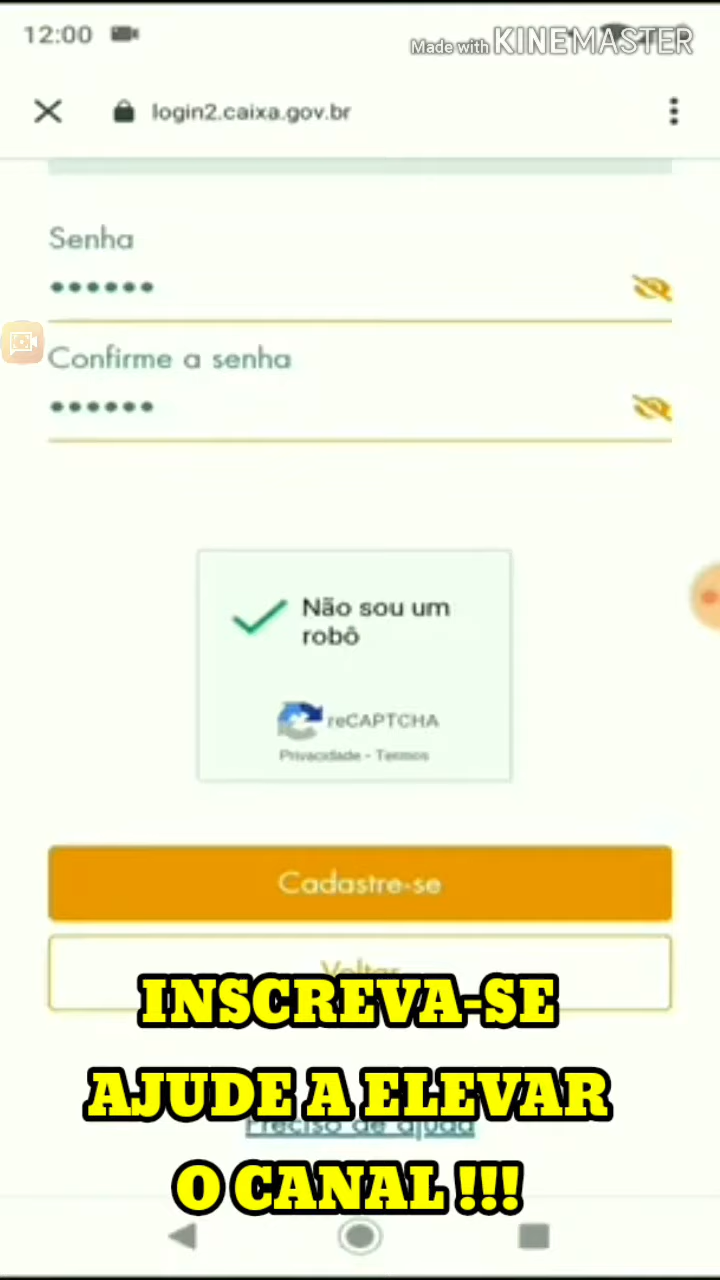 12:00
Made with KINEMASTER
login2.caixa.gov.br
Senha
••••••
Confirme a senha
••••••
Não sou um
robô
reCAPTCHA
Privacidade - Termos
Cadastre-se
Voltar
INSCREVA-SE
AJUDE A ELEVAR
Preciso de ajuda
O CANAL !!!